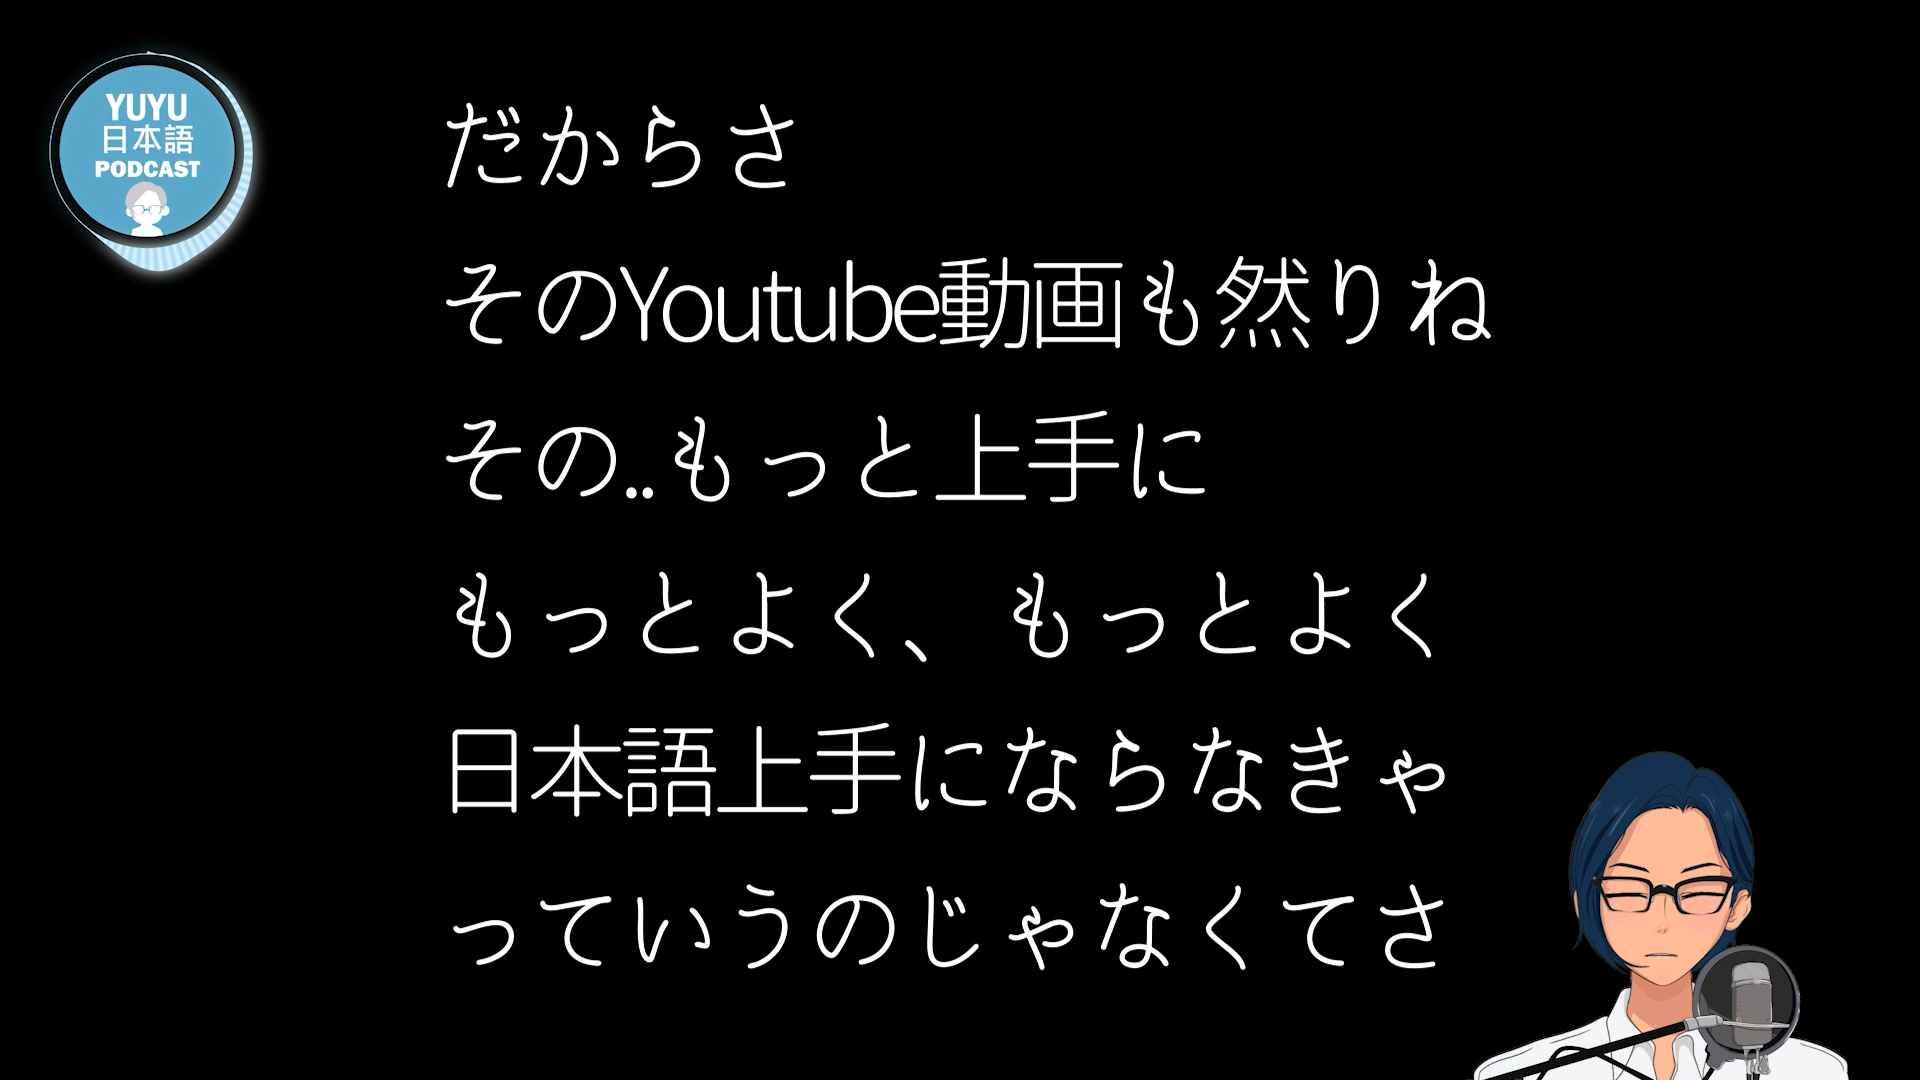 YUYU
日本語
PODCAST
だからさ
そのYoutube動画も然りね
その..もっと上手に
もっとよく、もっとよく
日本語上手にならなきゃ
っていうのじゃなくてさ